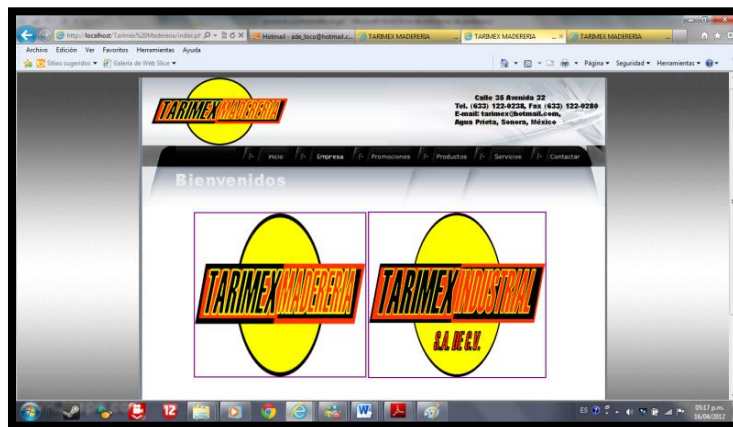 http://localhost/Tarimex%20Madereria/index.ph
Hotmail - ade_loco@hotmail.c...
TARIMEX MADERERIA ...
TARIMEX MADERERIA ...
TARIMEX MADERERIA ...
Archivo Edición Ver Favoritos Herramientas Ayuda
Sitios sugeridos Galería de Web Slice
Página Seguridad Herramientas
TARIMEX MADERERIA
Calle 35 Avenida 32
Tel. (633) 122-0238, Fax (633) 122-0280
E-mail: tarimex@hotmail.com,
Agua Prieta, Sonora, México
Inicio Empresa Promociones Productos Servicios Contactar
Bienvenidos
TARIMEX MADERERIA
TARIMEX INDUSTRIAL
S.A. DE C.V.
12
ES
05:17 p.m.
16/04/2012